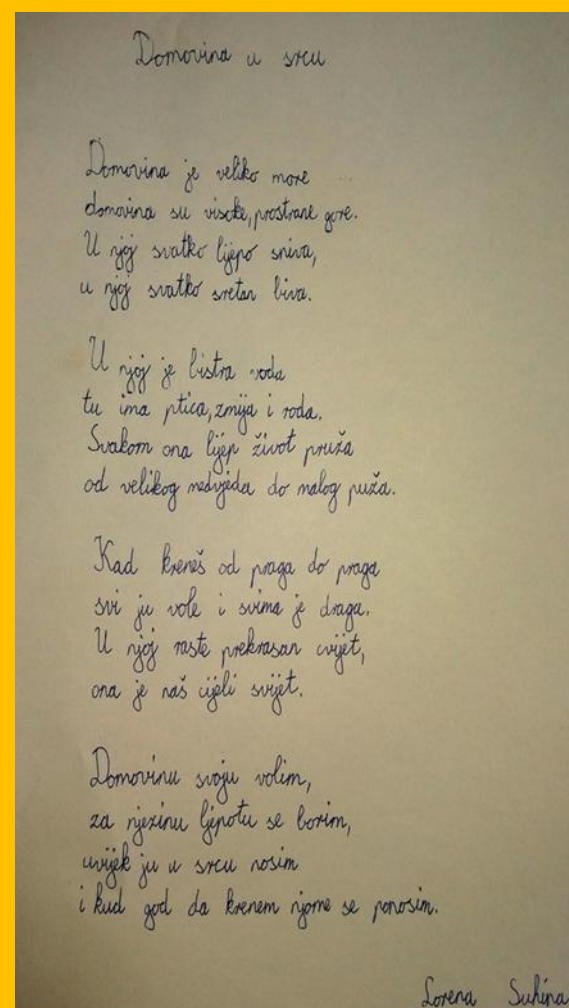 Domovina u srcu
Domovina je veliko more
domovina su visoke, prostrane gore.
U njoj svatko lijepo sniva,
u njoj svatko sretan biva.
U njoj je bistra voda
tu ima ptica, zmija i roda.
Svakom ona lijep život pruža
od velikog medvjeda do malog puža.
Kad kreneš od praga do praga
svi ju vole i svima je draga.
U njoj raste prekrasan cvijet,
ona je naš cijeli svijet.
Domovinu svoju volim,
za njezinu ljepotu se borim,
uvijek ju u srcu nosim
i kud god da krenem njome se ponosim.
Lorena Suhina